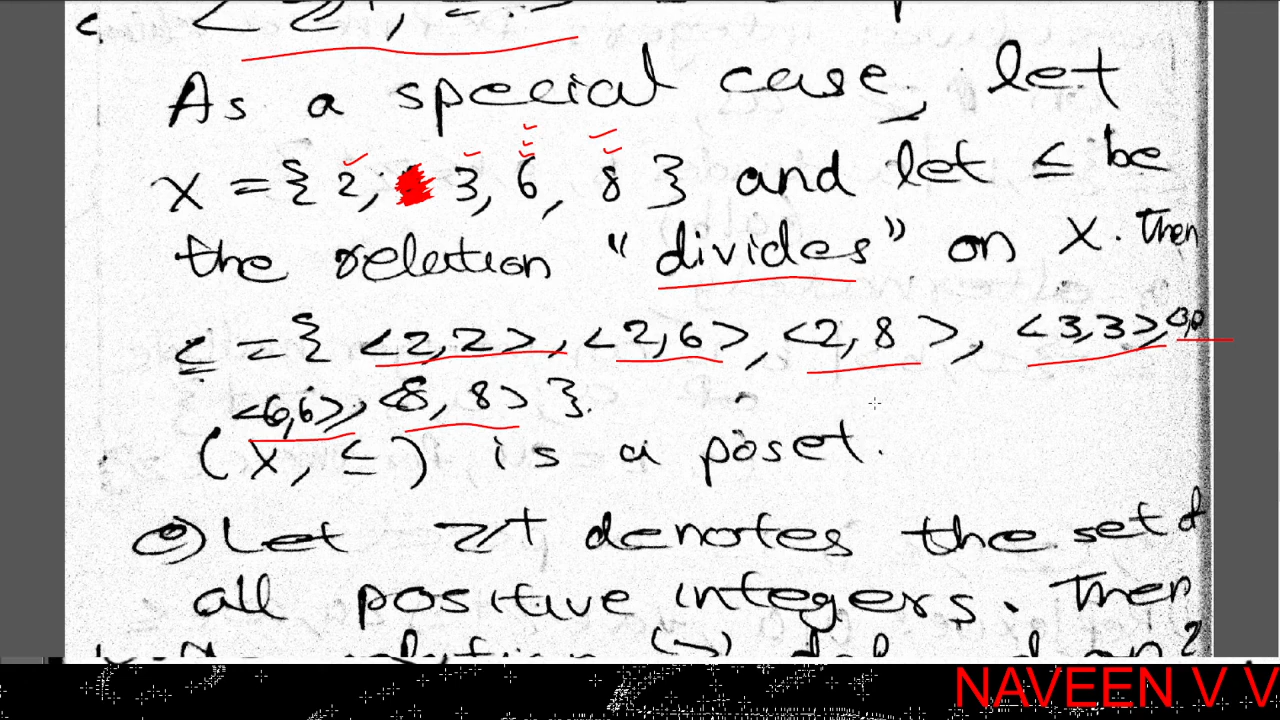 As a special case, let
X = { 2, 3, 6, 8 } and let ≤ be
the relation "divides" on X. Then
≤ = { <2,2>, <2,6>, <2,8>, <3,3>,
<6,6>, <8,8> }.
(X, ≤) is a poset.
e) Let Z+ denotes the set of
all positive integers. Then
NAVEEN V V